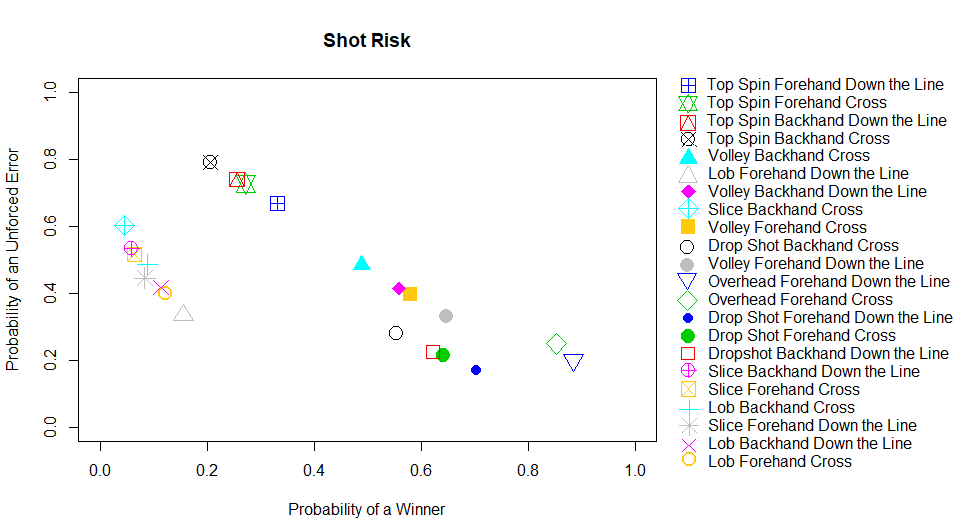 Shot Risk
Probability of an Unforced Error
1.0
0.8
0.6
0.4
0.2
0.0
0.0 0.2 0.4 0.6 0.8 1.0
Probability of a Winner
Top Spin Forehand Down the Line
Top Spin Forehand Cross
Top Spin Backhand Down the Line
Top Spin Backhand Cross
Volley Backhand Cross
Lob Forehand Down the Line
Volley Backhand Down the Line
Slice Backhand Cross
Volley Forehand Cross
Drop Shot Backhand Cross
Volley Forehand Down the Line
Overhead Forehand Down the Line
Overhead Forehand Cross
Drop Shot Forehand Down the Line
Drop Shot Forehand Cross
Dropshot Backhand Down the Line
Slice Backhand Down the Line
Slice Forehand Cross
Lob Backhand Cross
Slice Forehand Down the Line
Lob Backhand Down the Line
Lob Forehand Cross